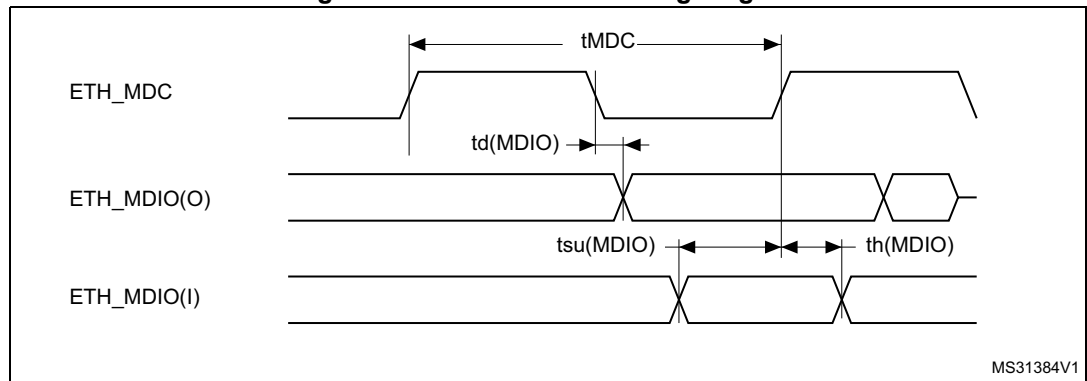 tMDC
ETH_MDC
td(MDIO)
ETH_MDIO(O)
tsu(MDIO)
th(MDIO)
ETH_MDIO(I)
MS31384V1